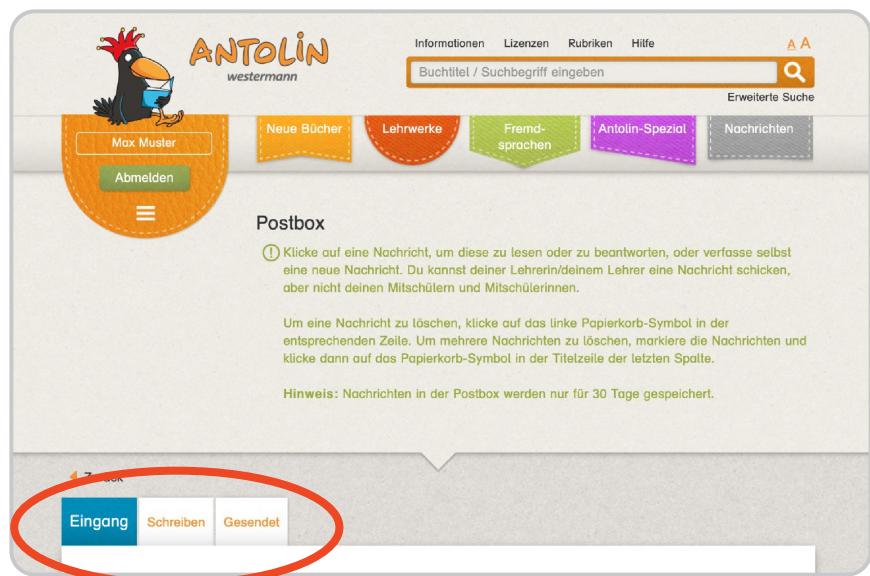 ANTOLIN
westermann
Informationen Lizenzen Rubriken Hilfe A A
Buchtitel / Suchbegriff eingeben
Erweiterte Suche
Max Muster
Abmelden
Neue Bücher
Lehrwerke
Fremd-
sprachen
Antolin-Spezial
Nachrichten
Postbox
Klicke auf eine Nachricht, um diese zu lesen oder zu beantworten, oder verfasse selbst
eine neue Nachricht. Du kannst deiner Lehrerin/deinem Lehrer eine Nachricht schicken,
aber nicht deinen Mitschülern und Mitschülerinnen.
Um eine Nachricht zu löschen, klicke auf das linke Papierkorb-Symbol in der
entsprechenden Zeile. Um mehrere Nachrichten zu löschen, markiere die Nachrichten und
klicke dann auf das Papierkorb-Symbol in der Titelzeile der letzten Spalte.
Hinweis: Nachrichten in der Postbox werden nur für 30 Tage gespeichert.
Zurück
Eingang Schreiben Gesendet